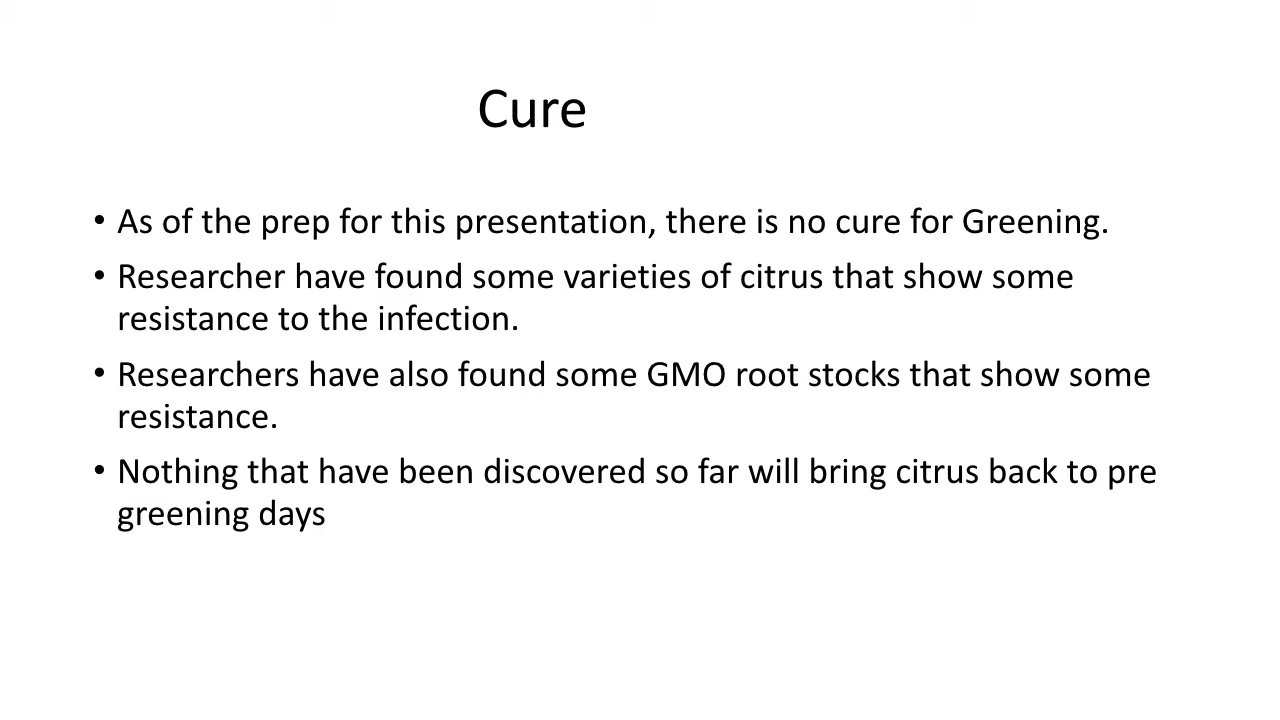 Cure
• As of the prep for this presentation, there is no cure for Greening.
• Researcher have found some varieties of citrus that show some
resistance to the infection.
• Researchers have also found some GMO root stocks that show some
resistance.
• Nothing that have been discovered so far will bring citrus back to pre
greening days